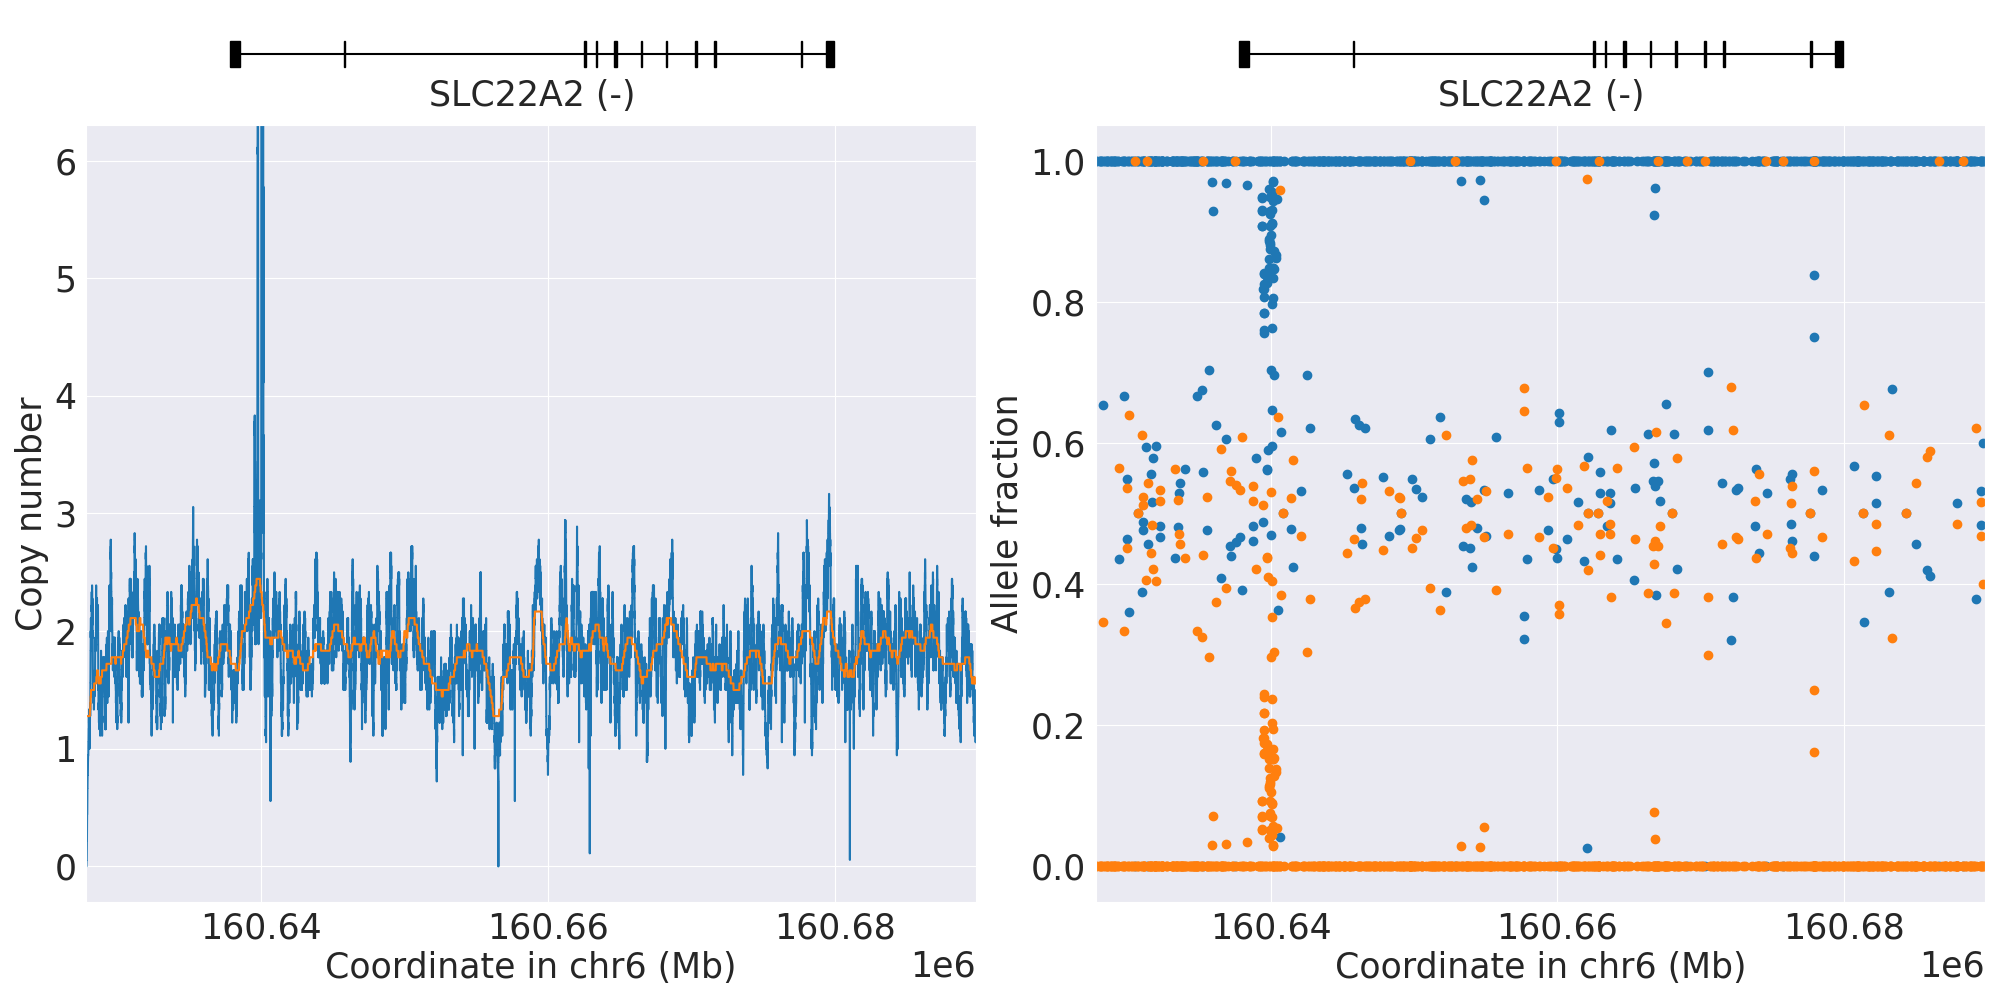 SLC22A2 (-)
6
5
4
3
2
1
0
Copy number
160.64
160.66
160.68
Coordinate in chr6 (Mb)
1e6
SLC22A2 (-)
1.0
0.8
0.6
0.4
0.2
0.0
Allele fraction
160.64
160.66
160.68
Coordinate in chr6 (Mb)
1e6